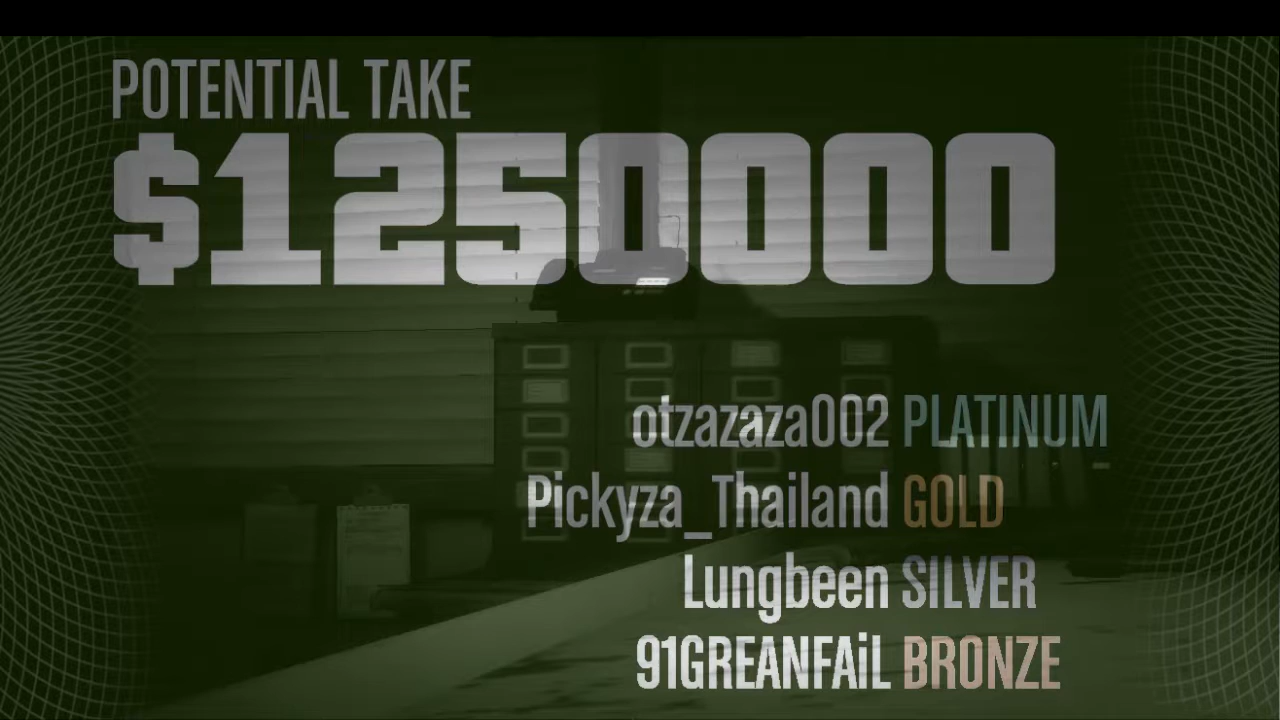 POTENTIAL TAKE
$1250000
otzazaza002 PLATINUM
Pickyza_Thailand GOLD
Lungbeen SILVER
91GREANFAiL BRONZE